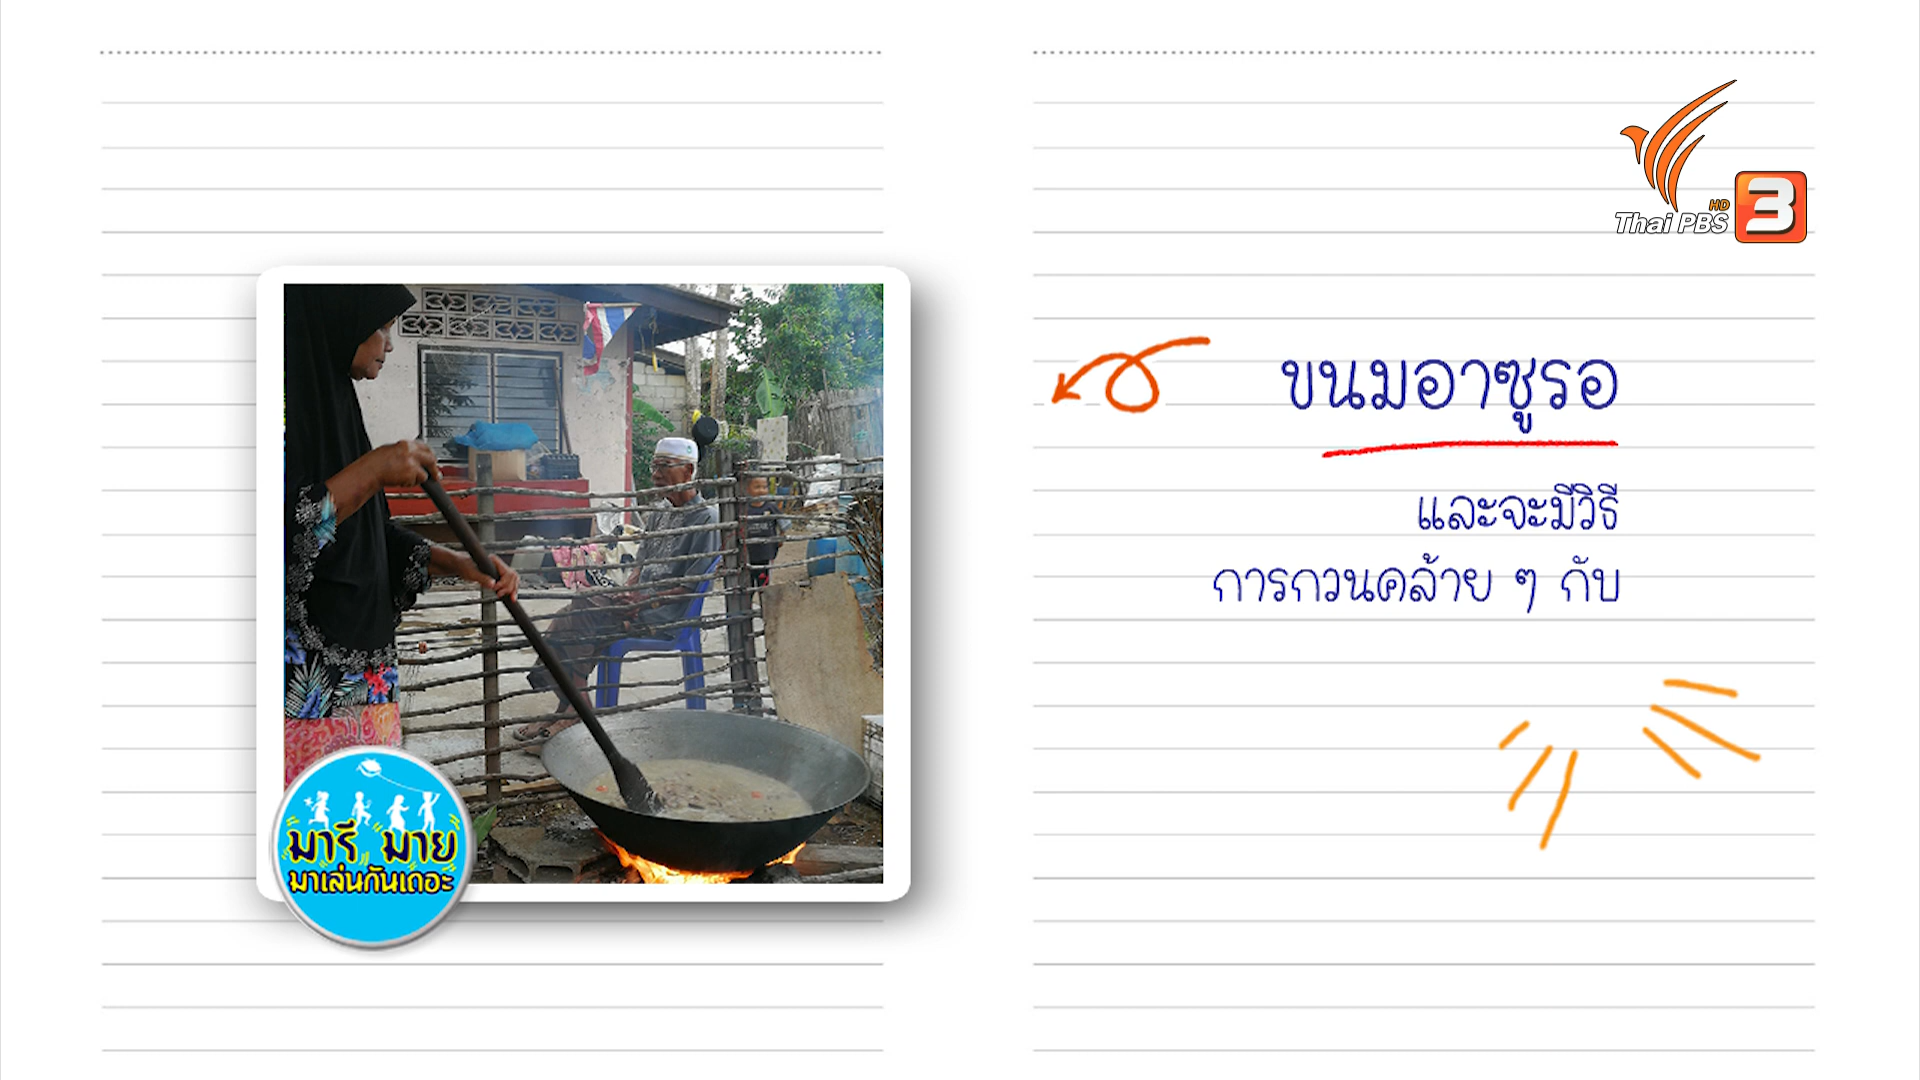 HD
Thai PBS 3
ขนมอาซูรอ
และจะมีวิธี
การกวนคล้าย ๆ กับ
มารี มาย
มาเล่นกันเถอะ